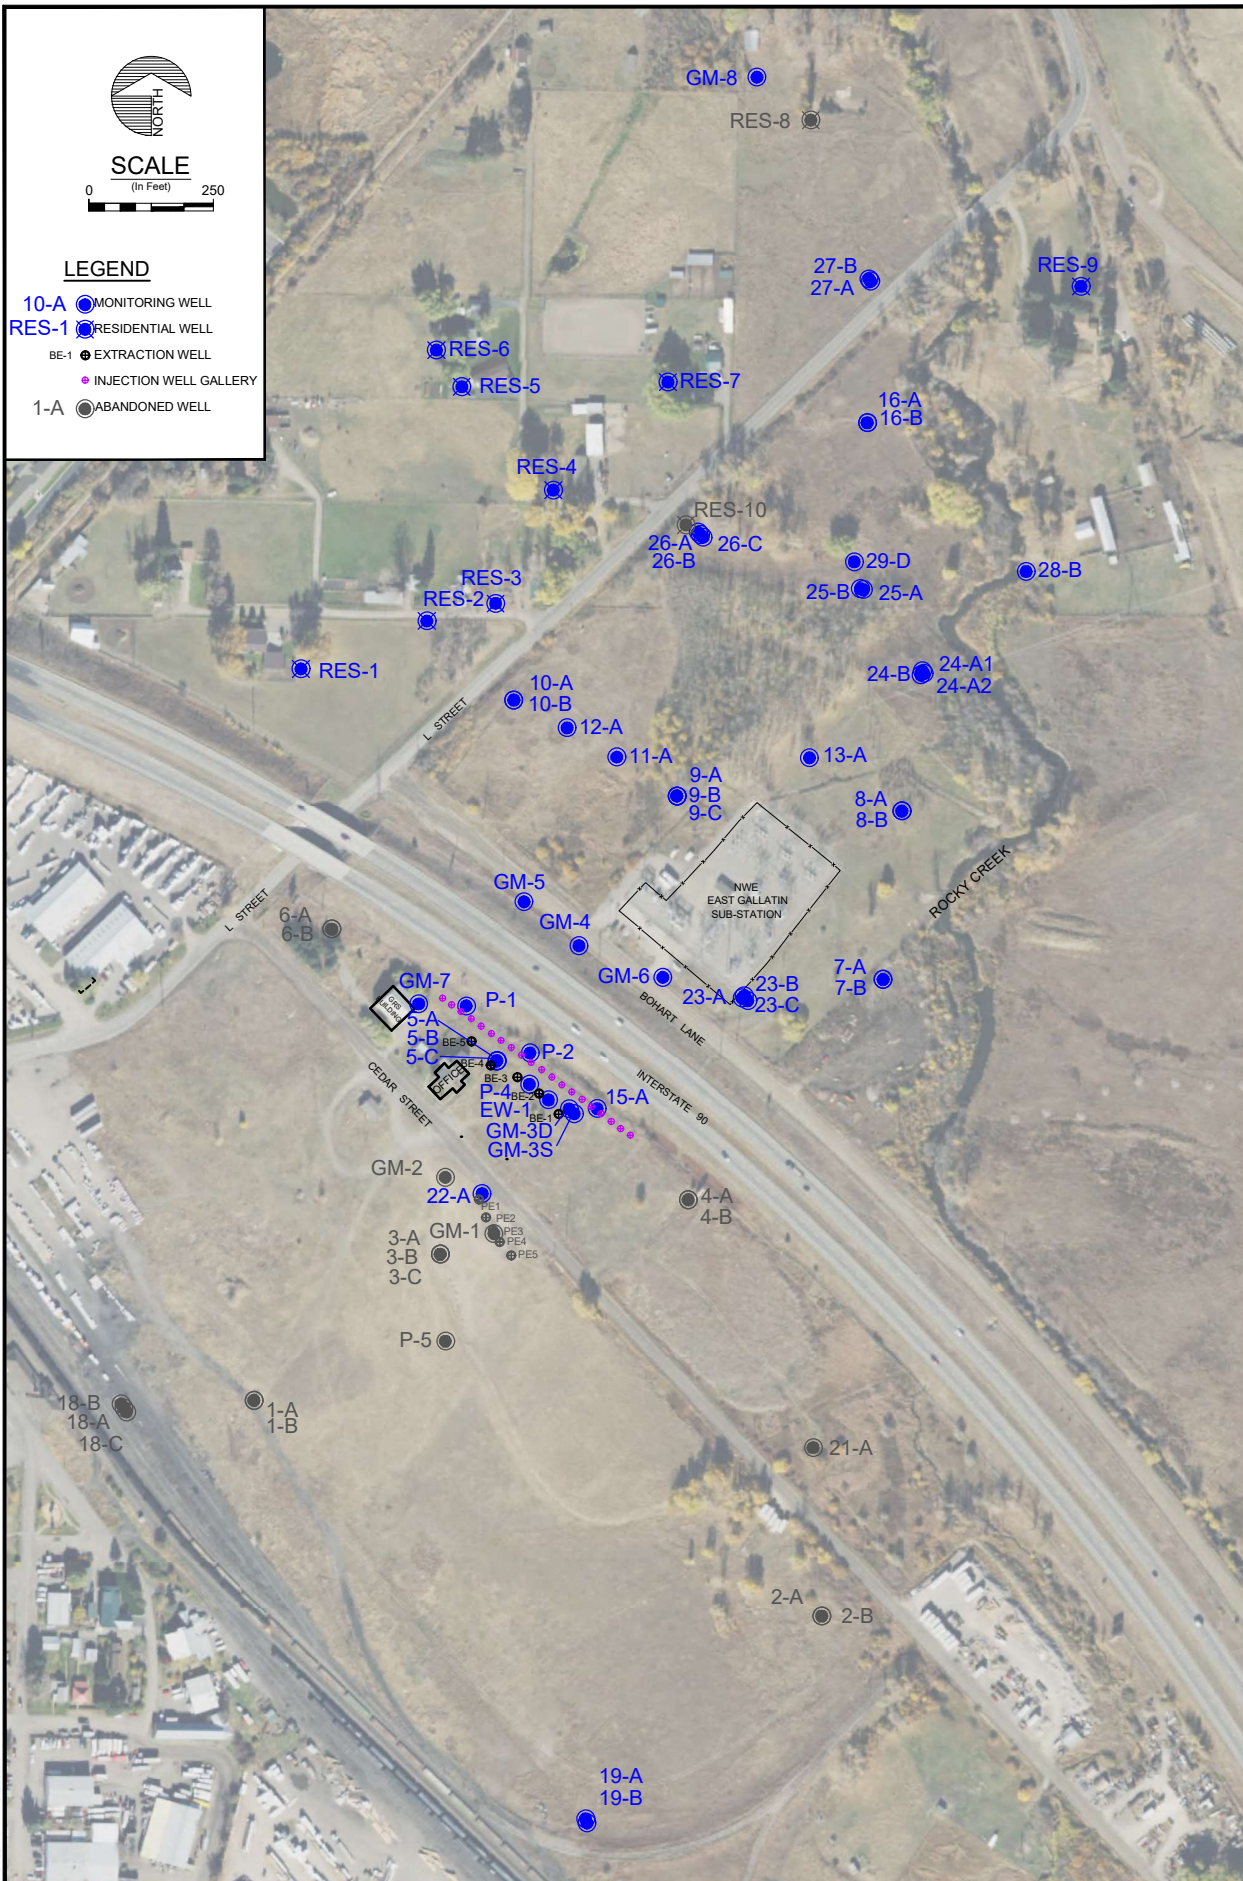 NORTH
SCALE
(In Feet)
0 250
LEGEND
10-A MONITORING WELL
RES-1 RESIDENTIAL WELL
BE-1 EXTRACTION WELL
INJECTION WELL GALLERY
1-A ABANDONED WELL
GM-8
RES-8
27-B
27-A
RES-9
RES-6
RES-5
RES-7
16-A
16-B
RES-4
RES-10
26-A
26-B
26-C
29-D
25-B
25-A
28-B
RES-3
RES-2
RES-1
24-B
24-A1
24-A2
10-A
10-B
12-A
11-A
13-A
L STREET
9-A
9-B
9-C
8-A
8-B
NWE
EAST GALLATIN
SUB-STATION
ROCKY CREEK
GM-5
GM-4
GM-6
L STREET
6-A
6-B
7-A
7-B
23-A
23-B
23-C
BOHART LANE
GM-7
GRS
BUILDING
P-1
5-A
5-B
5-C
BE-5
BE-4
BE-3
BE-2
BE-1
P-2
OFFICE
P-4
EW-1
GM-3D
GM-3S
15-A
INTERSTATE 90
CEDAR STREET
GM-2
22-A
PE1
PE2
PE3
PE4
PE5
GM-1
3-A
3-B
3-C
4-A
4-B
P-5
18-B
18-A
18-C
1-A
1-B
21-A
2-A
2-B
19-A
19-B